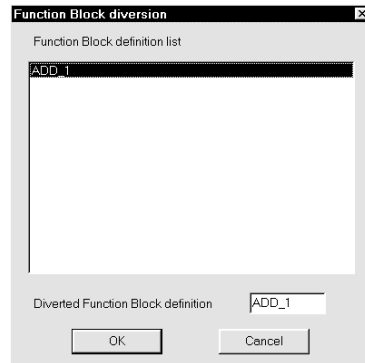 Function Block diversion
Function Block definition list
ADD_1
Diverted Function Block definition ADD_1
OK Cancel